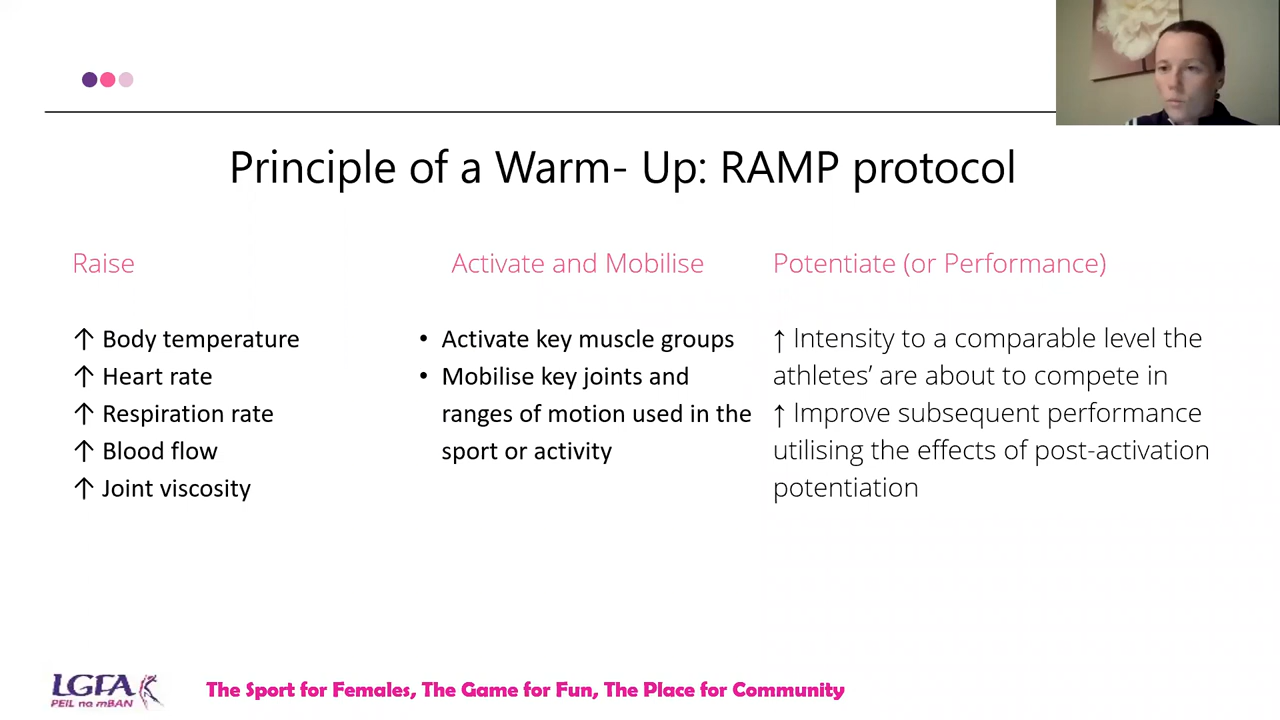 Principle of a Warm- Up: RAMP protocol
Raise
↑ Body temperature
↑ Heart rate
↑ Respiration rate
↑ Blood flow
↑ Joint viscosity
Activate and Mobilise
• Activate key muscle groups
• Mobilise key joints and
ranges of motion used in the
sport or activity
Potentiate (or Performance)
↑ Intensity to a comparable level the
athletes’ are about to compete in
↑ Improve subsequent performance
utilising the effects of post-activation
potentiation
LGFA
PEIL na mBAN
The Sport for Females, The Game for Fun, The Place for Community